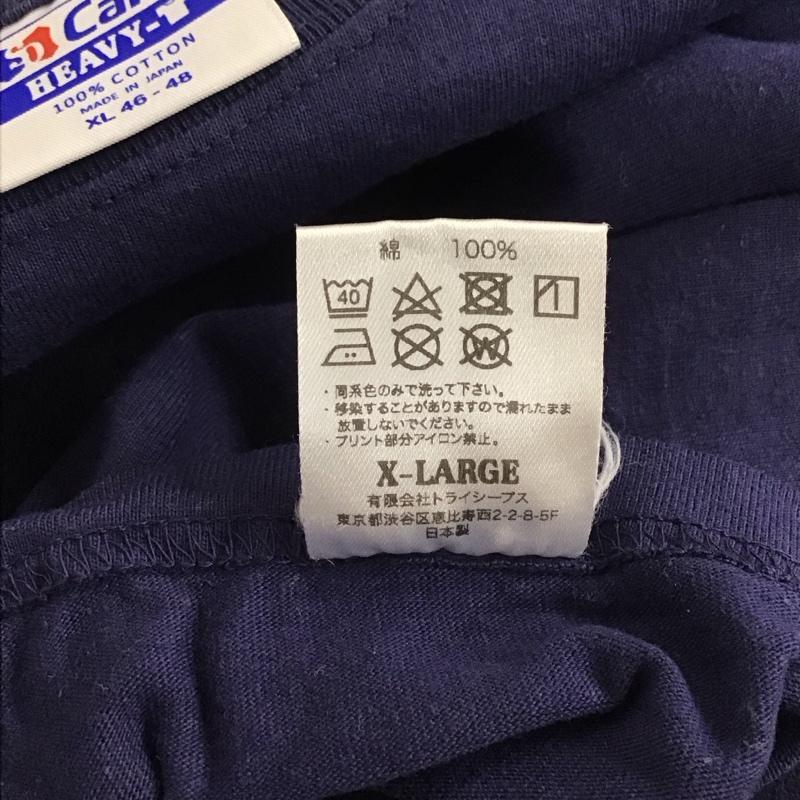 HEAVY-T
100% COTTON
MADE IN JAPAN
XL 46-48
綿 100%
40
W
・同系色のみで洗って下さい。
・移染することがありますので濡れたまま
放置しないでください。
・プリント部分アイロン禁止。
X-LARGE
有限会社トライシープス
東京都渋谷区恵比寿西2-2-8-5F
日本製